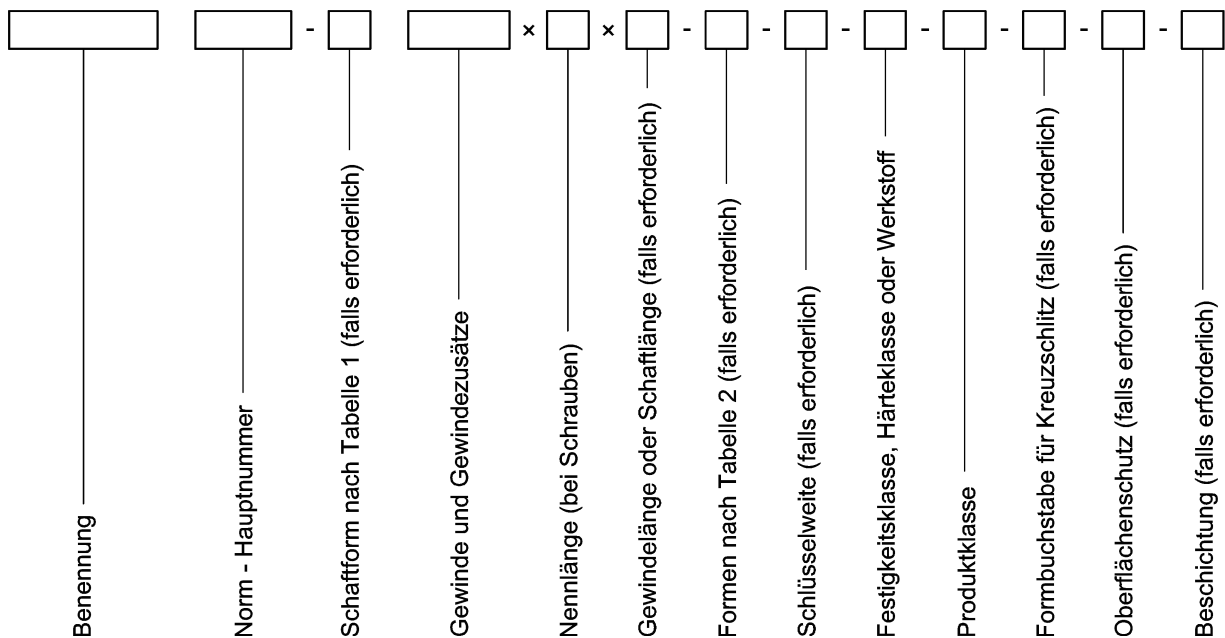 - × × - - - - - - -
Benennung
Norm - Hauptnummer
Schaftform nach Tabelle 1 (falls erforderlich)
Gewinde und Gewindezusätze
Nennlänge (bei Schrauben)
Gewindelänge oder Schaftlänge (falls erforderlich)
Formen nach Tabelle 2 (falls erforderlich)
Schlüsselweite (falls erforderlich)
Festigkeitsklasse, Härteklasse oder Werkstoff
Produktklasse
Formbuchstabe für Kreuzschlitz (falls erforderlich)
Oberflächenschutz (falls erforderlich)
Beschichtung (falls erforderlich)